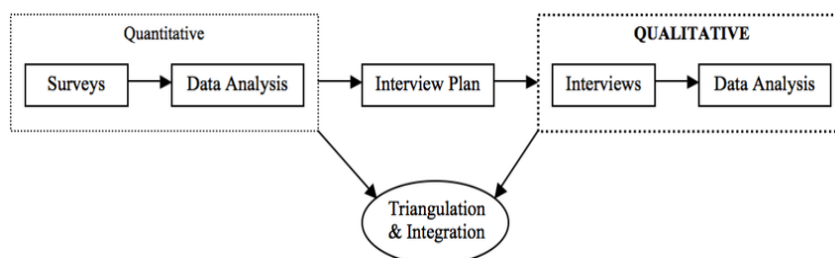 Quantitative
Surveys
Data Analysis
Interview Plan
QUALITATIVE
Interviews
Data Analysis
Triangulation
& Integration